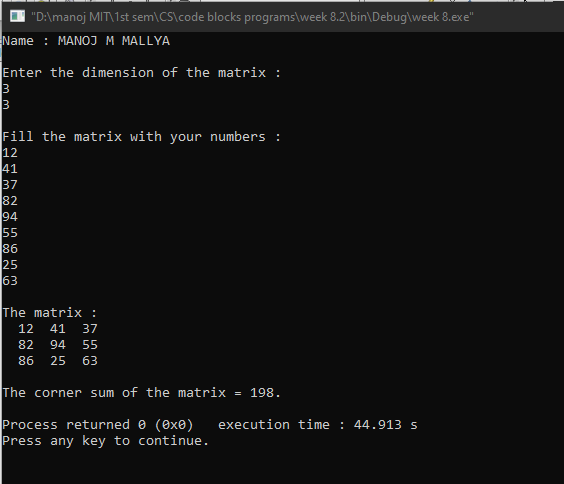 "D:\manoj MIT\1st sem\CS\code blocks programs\week 8.2\bin\Debug\week 8.exe"
Name : MANOJ M MALLYA
Enter the dimension of the matrix :
3
3
Fill the matrix with your numbers :
12
41
37
82
94
55
86
25
63
The matrix :
12 41 37
82 94 55
86 25 63
The corner sum of the matrix = 198.
Process returned 0 (0x0) execution time : 44.913 s
Press any key to continue.